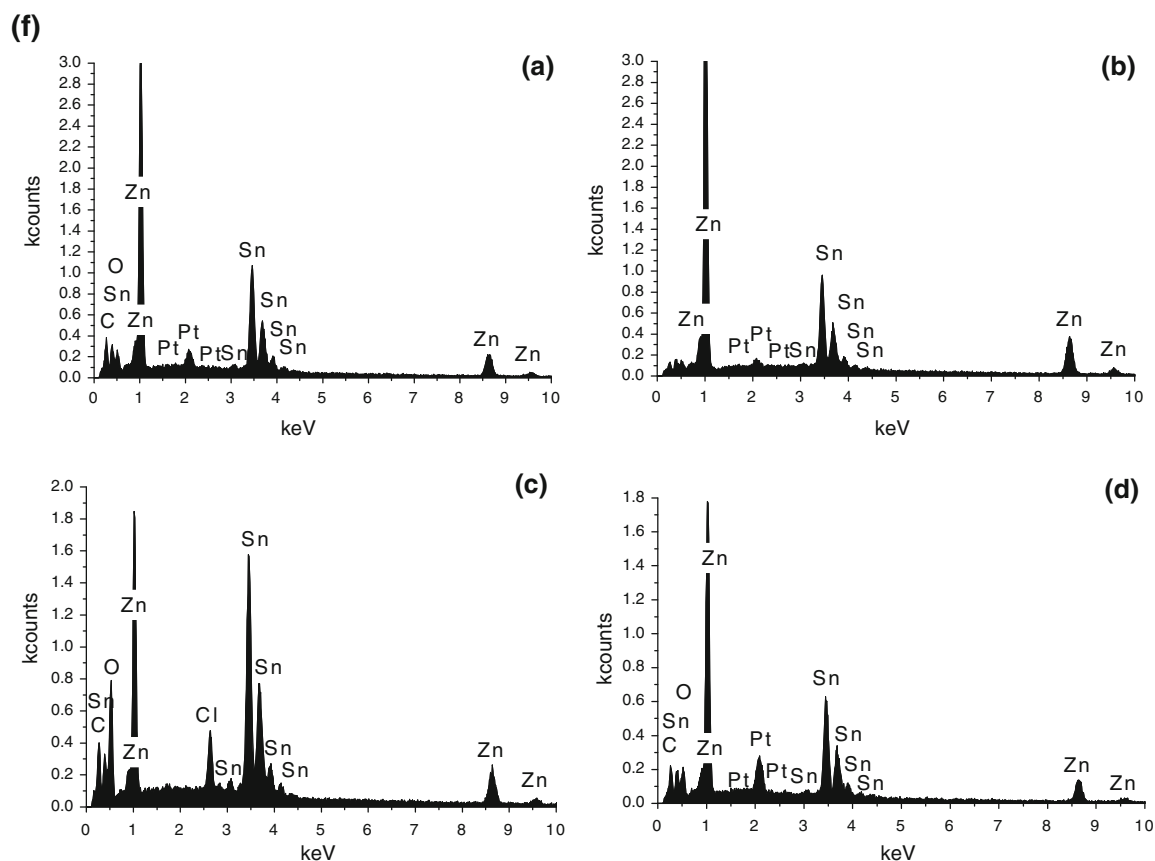 (f)
(a)
3.0
2.8
2.6
2.4
2.2
2.0
1.8
1.6
1.4
1.2
1.0
0.8
0.6
0.4
0.2
0.0
kcounts
Zn
O
Sn
C
Zn
Pt
Pt
Pt
Sn
Sn
Sn
Sn
Sn
Zn
Zn
0 1 2 3 4 5 6 7 8 9 10
keV
(b)
3.0
2.8
2.6
2.4
2.2
2.0
1.8
1.6
1.4
1.2
1.0
0.8
0.6
0.4
0.2
0.0
kcounts
Zn
Zn
Pt
Pt
Pt
Sn
Sn
Sn
Sn
Sn
Zn
Zn
0 1 2 3 4 5 6 7 8 9 10
keV
(c)
2.0
1.8
1.6
1.4
1.2
1.0
0.8
0.6
0.4
0.2
0.0
kcounts
Zn
O
Sn
C
Zn
Cl
Sn
Sn
Sn
Sn
Sn
Zn
Zn
0 1 2 3 4 5 6 7 8 9 10
keV
(d)
1.8
1.6
1.4
1.2
1.0
0.8
0.6
0.4
0.2
0.0
kcounts
Zn
O
Sn
C
Zn
Pt
Pt
Pt
Sn
Sn
Sn
Sn
Sn
Zn
Zn
0 1 2 3 4 5 6 7 8 9 10
keV